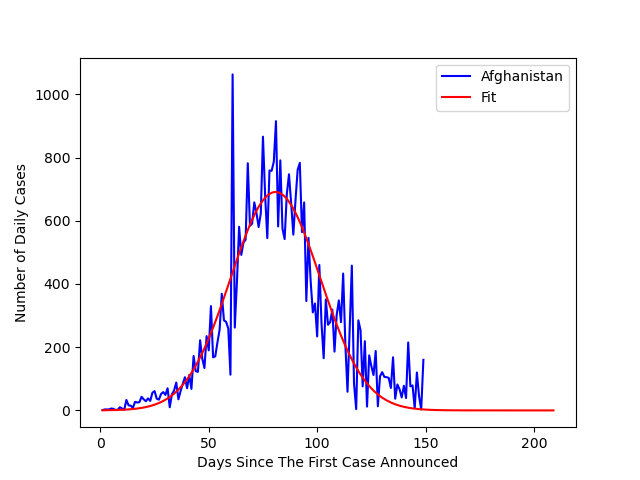 Afghanistan
Fit
1000
800
600
400
200
0
Number of Daily Cases
0 50 100 150 200
Days Since The First Case Announced